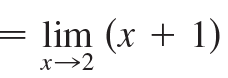 = lim (x + 1)
x→2